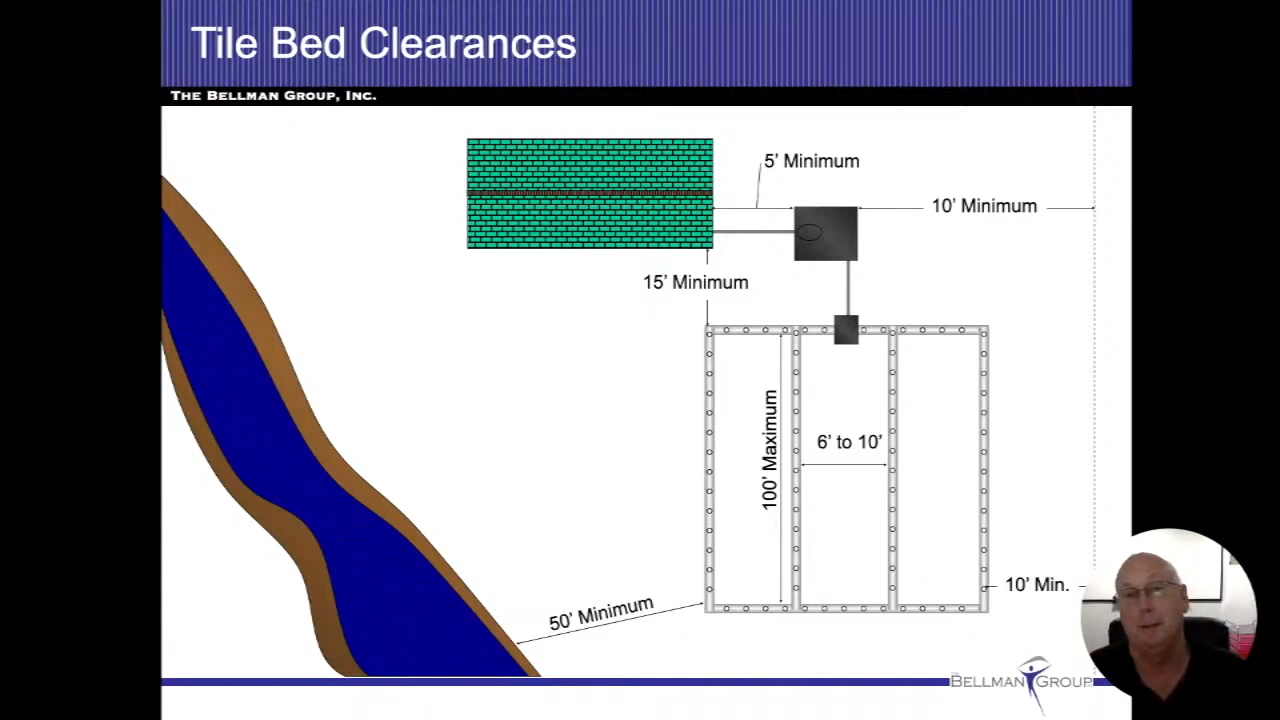 Tile Bed Clearances
THE BELLMAN GROUP, INC.
5' Minimum
10' Minimum
15' Minimum
100' Maximum
6' to 10'
10' Min.
50' Minimum
THE BELLMAN GROUP